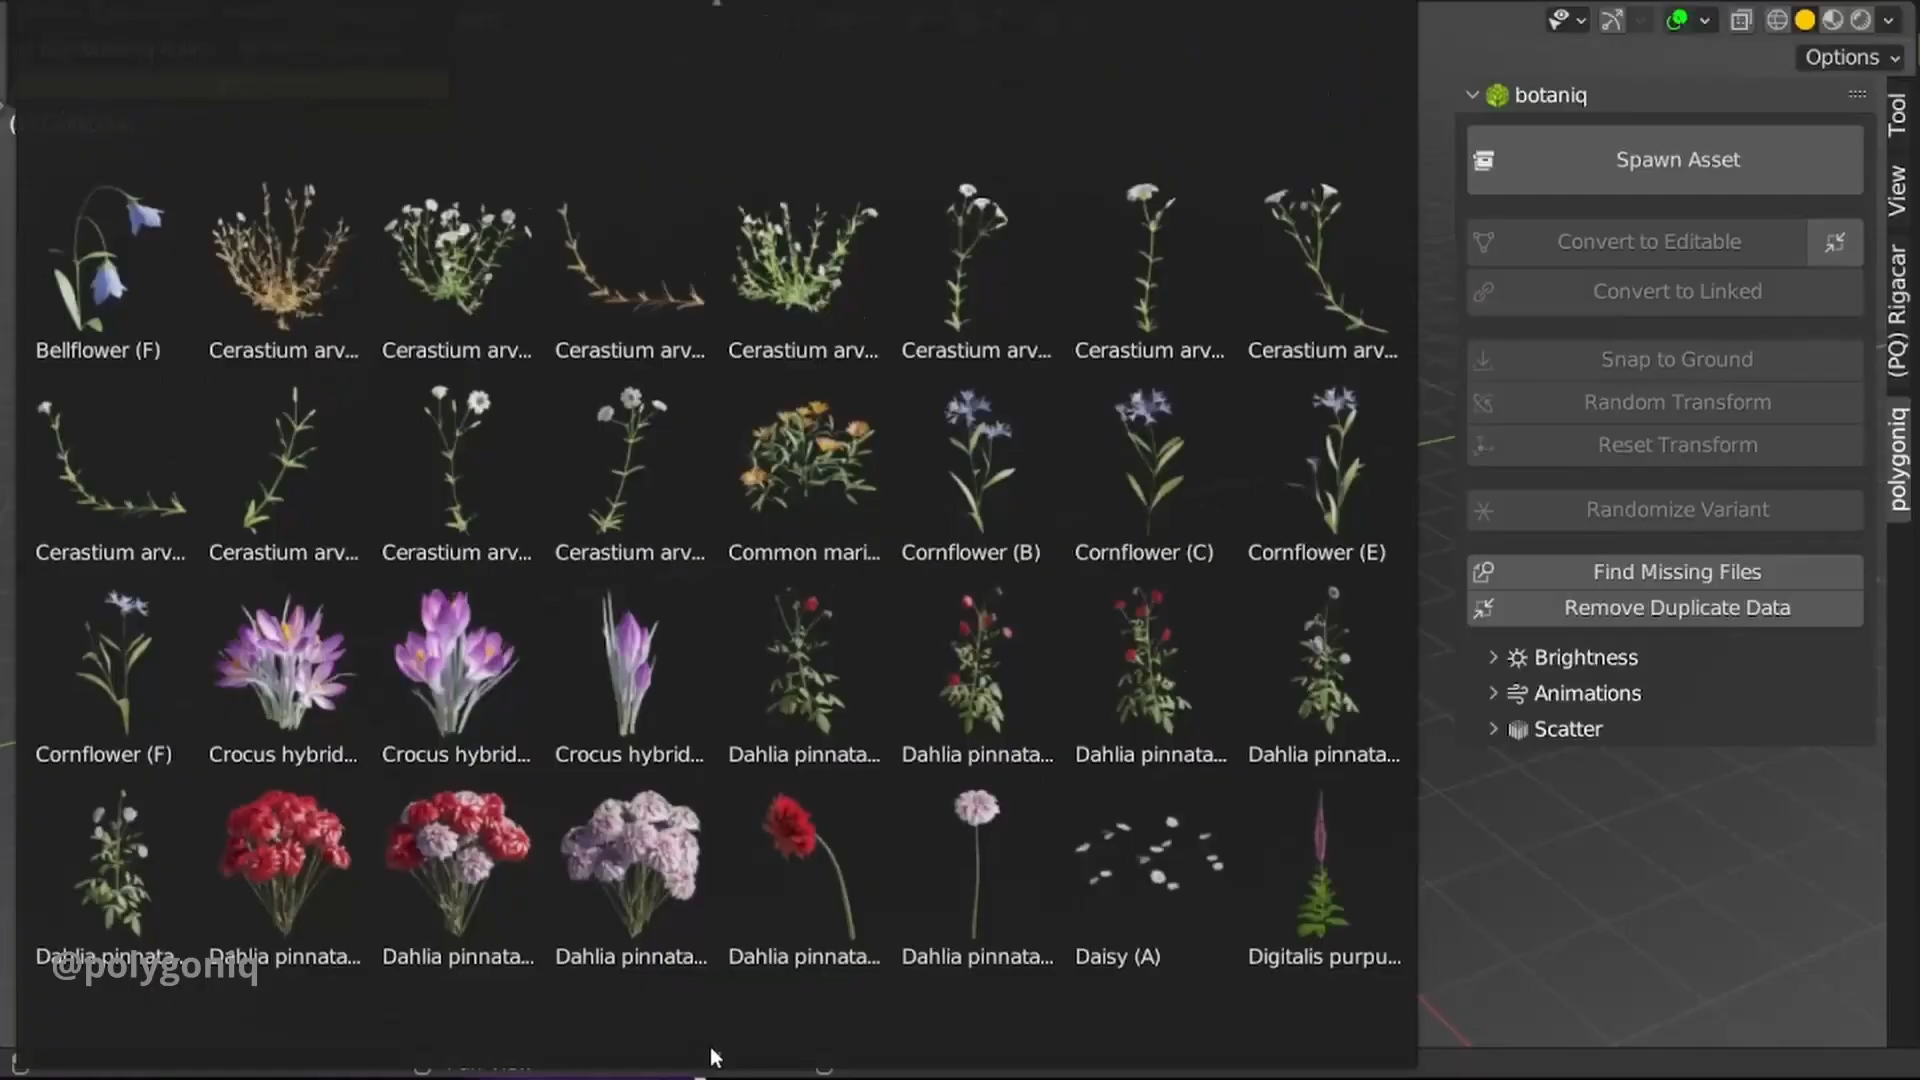 Options
botaniq
Spawn Asset
Convert to Editable
Convert to Linked
Snap to Ground
Random Transform
Reset Transform
Randomize Variant
Find Missing Files
Remove Duplicate Data
Brightness
Animations
Scatter
Tool
View
(PQ) Rigacar
polygoniq
Bellflower (F) Cerastium arv... Cerastium arv... Cerastium arv... Cerastium arv... Cerastium arv... Cerastium arv... Cerastium arv...
Cerastium arv... Cerastium arv... Cerastium arv... Cerastium arv... Common mari... Cornflower (B) Cornflower (C) Cornflower (E)
Cornflower (F) Crocus hybrid... Crocus hybrid... Crocus hybrid... Dahlia pinnata... Dahlia pinnata... Dahlia pinnata... Dahlia pinnata...
Dahlia pinnata... Dahlia pinnata... Dahlia pinnata... Dahlia pinnata... Dahlia pinnata... Dahlia pinnata... Daisy (A) Digitalis purpu...
@polygoniq